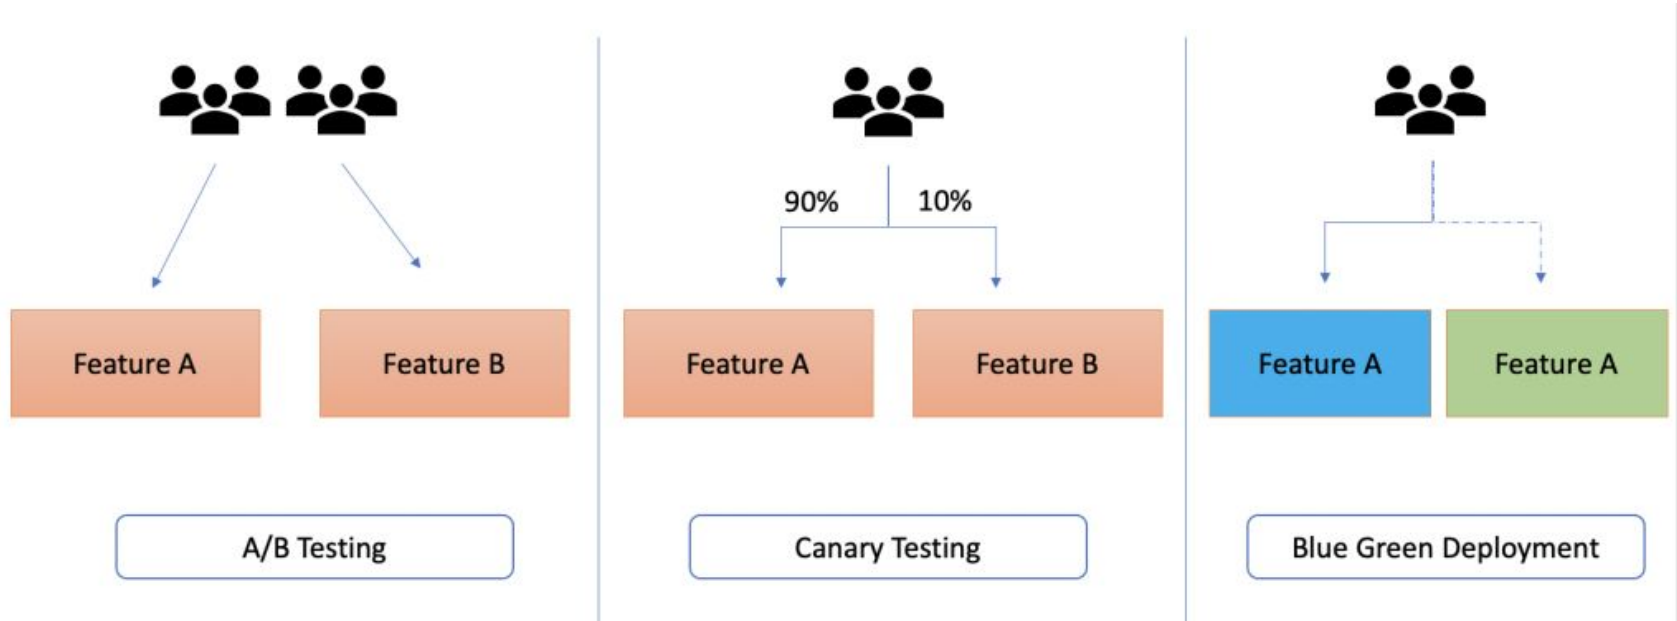 90%
10%
Feature A
Feature B
Feature A
Feature B
Feature A
Feature A
A/B Testing
Canary Testing
Blue Green Deployment